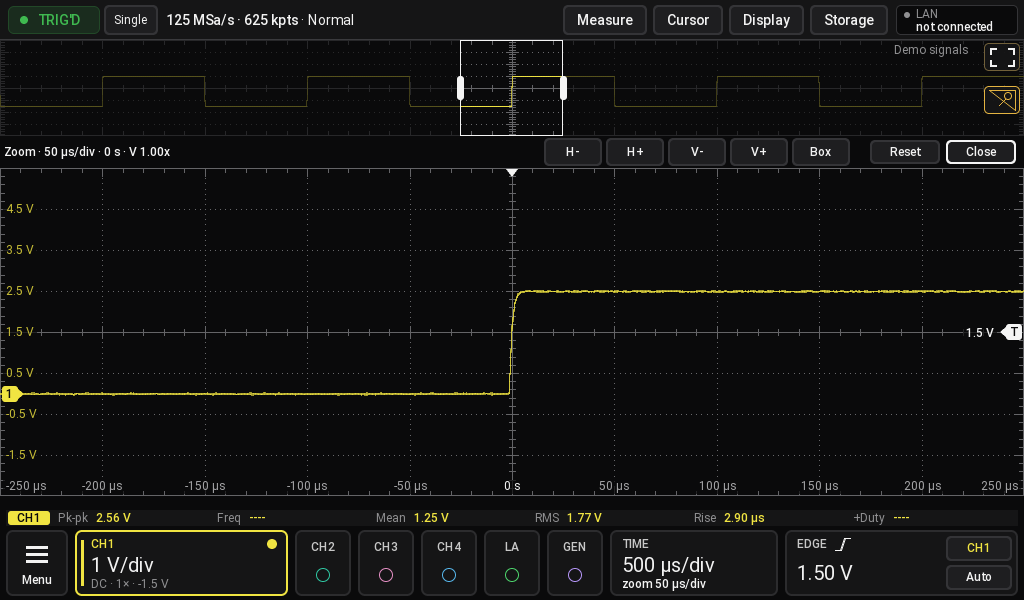 TRIG'D Single 125 MSa/s · 625 kpts · Normal Measure Cursor Display Storage LAN
not connected
Demo signals
Zoom · 50 µs/div · 0 s · V 1.00x H- H+ V- V+ Box Reset Close
4.5 V
3.5 V
2.5 V
1.5 V 1.5 V T
0.5 V
1
-0.5 V
-1.5 V
-250 µs -200 µs -150 µs -100 µs -50 µs 0 s 50 µs 100 µs 150 µs 200 µs 250 µs
CH1 Pk-pk 2.56 V Freq ---- Mean 1.25 V RMS 1.77 V Rise 2.90 µs +Duty ----
Menu
CH1
1 V/div
DC · 1× · -1.5 V
CH2 CH3 CH4 LA GEN
TIME
500 µs/div
zoom 50 µs/div
EDGE
1.50 V
CH1
Auto